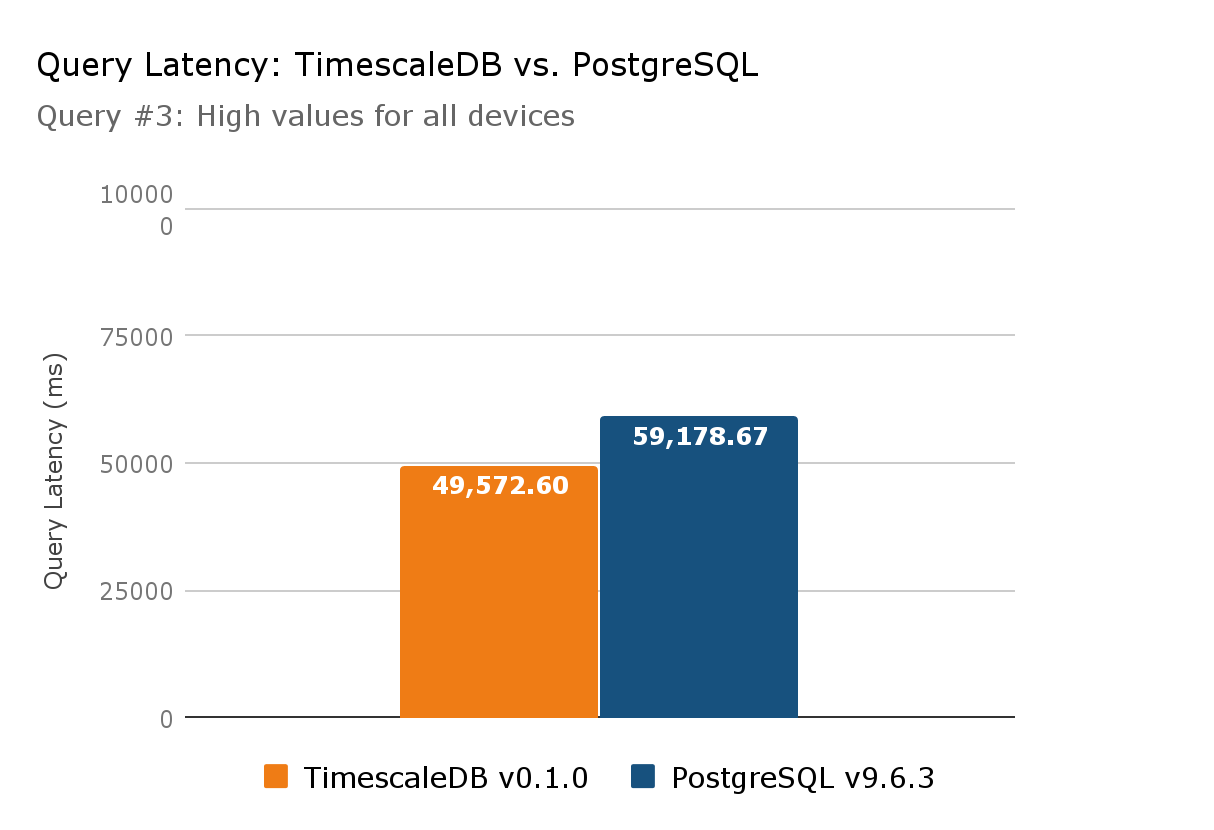 Query Latency: TimescaleDB vs. PostgreSQL
Query #3: High values for all devices
10000
0
75000
50000
25000
0
Query Latency (ms)
49,572.60
59,178.67
TimescaleDB v0.1.0
PostgreSQL v9.6.3